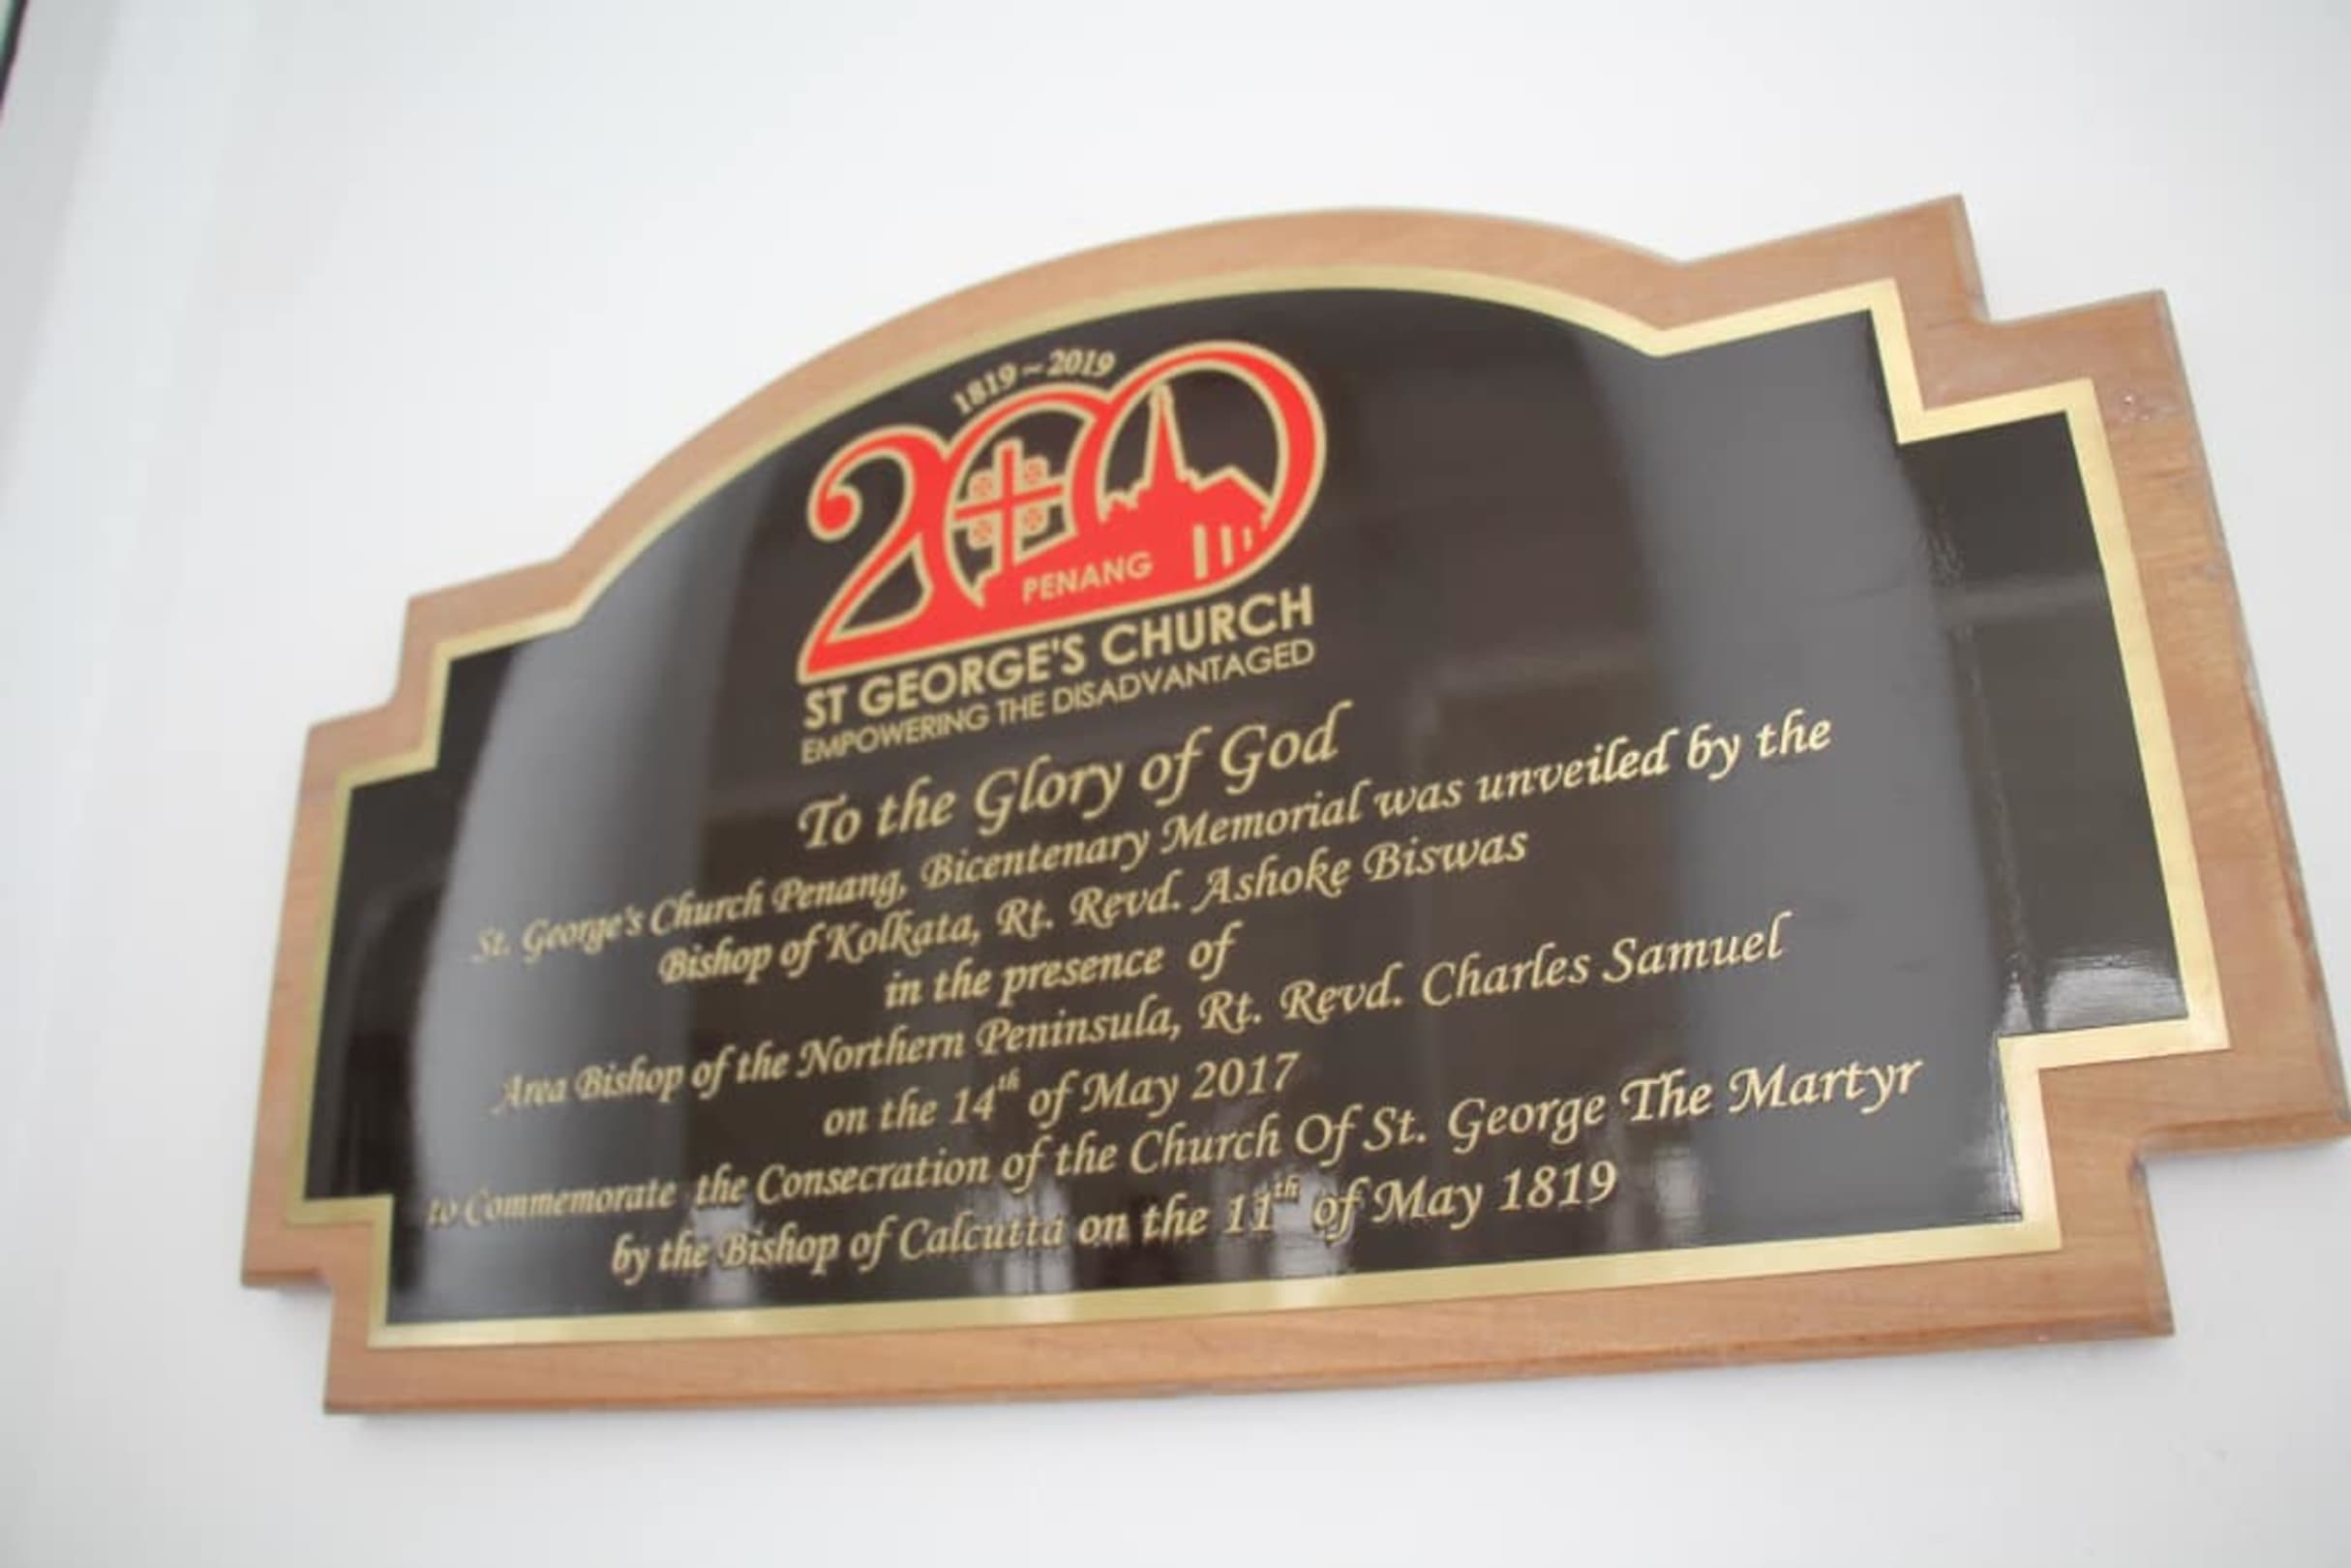 1819 ~ 2019
200
PENANG
ST GEORGE'S CHURCH
EMPOWERING THE DISADVANTAGED
To the Glory of God
St. George's Church Penang, Bicentenary Memorial was unveiled by the
Bishop of Kolkata, Rt. Revd. Ashoke Biswas
in the presence of
Area Bishop of the Northern Peninsula, Rt. Revd. Charles Samuel
on the 14th of May 2017
to Commemorate the Consecration of the Church Of St. George The Martyr
by the Bishop of Calcutta on the 11th of May 1819